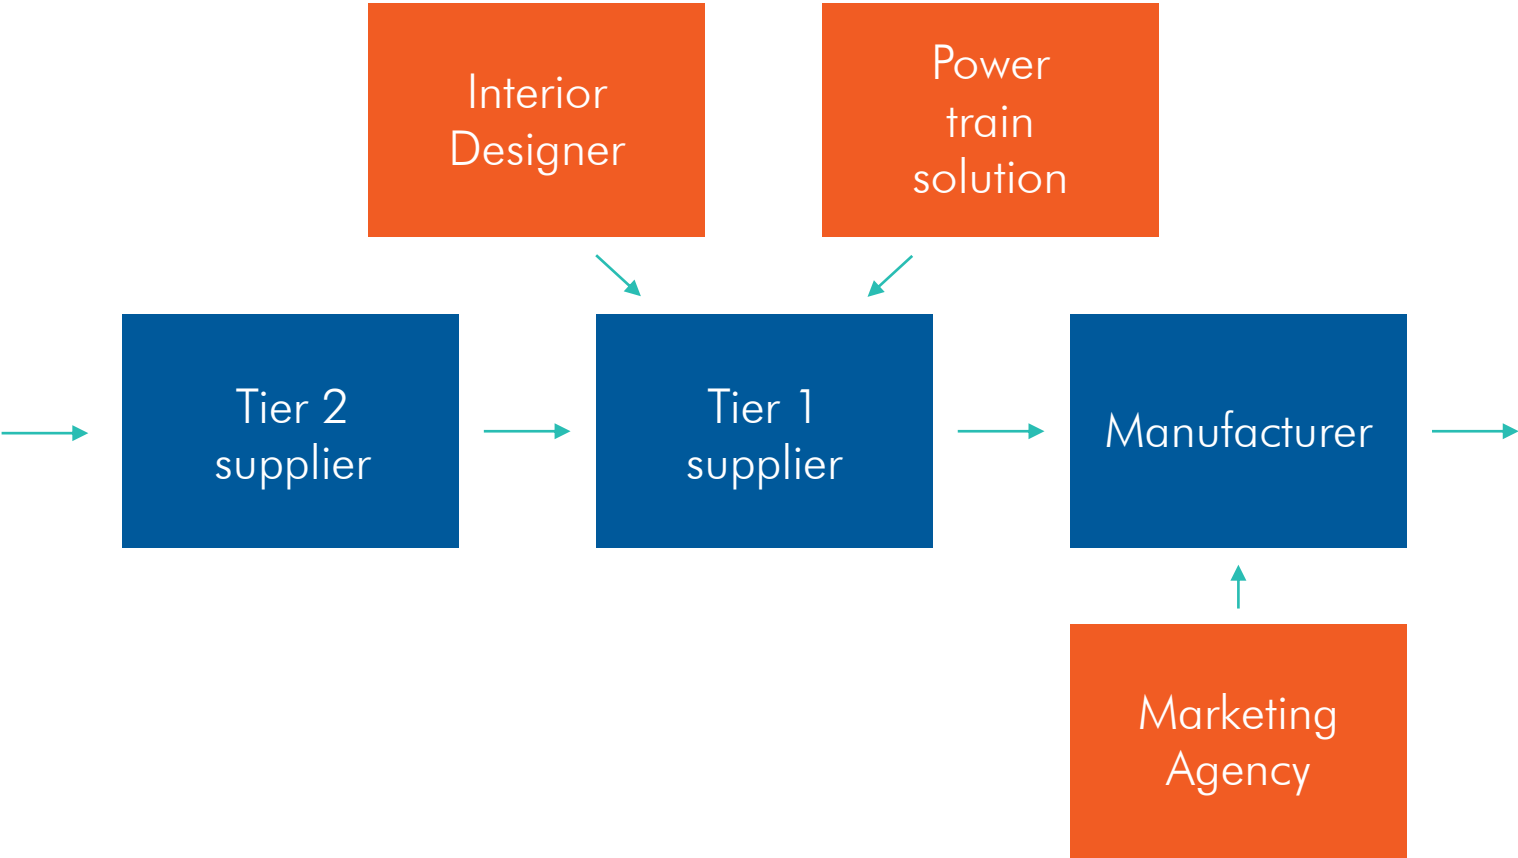 Interior
Designer
Power
train
solution
Tier 2
supplier
Tier 1
supplier
Manufacturer
Marketing
Agency